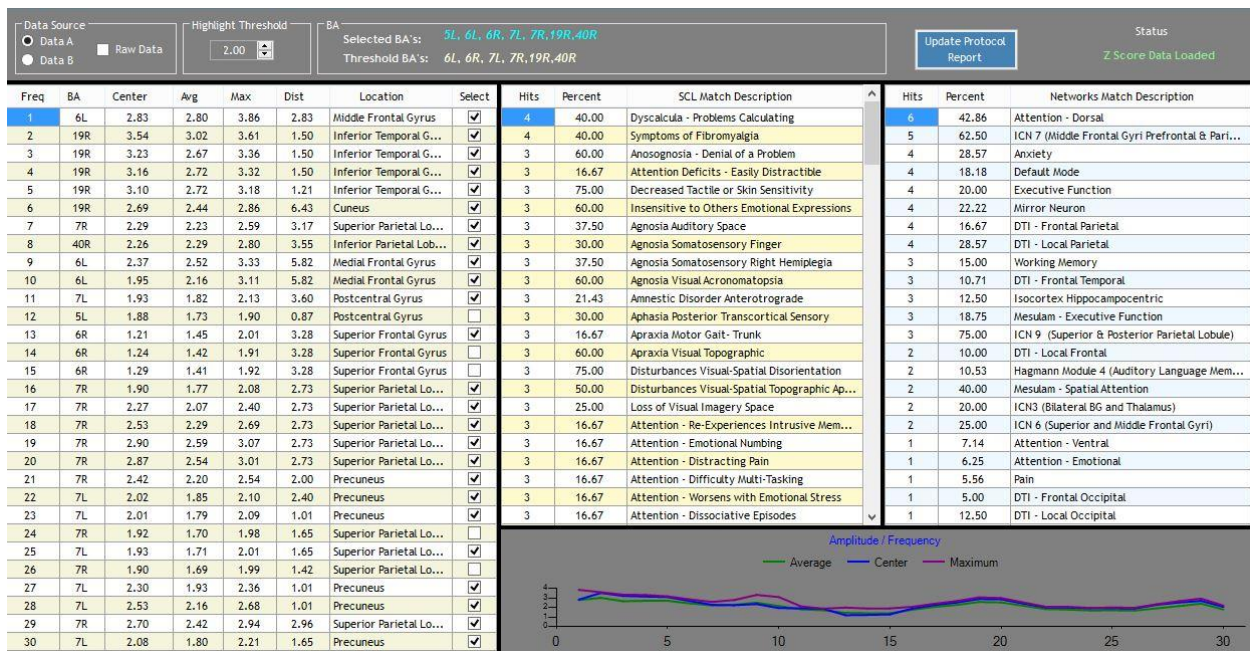 Data Source
Data A
Data B
Raw Data
Highlight Threshold
2.00
BA
Selected BA's: 5L, 6L, 6R, 7L, 7R,19R,40R
Threshold BA's: 6L, 6R, 7L, 7R,19R,40R
Update Protocol
Report
Status
Z Score Data Loaded
Freq BA Center Avg Max Dist Location Select
1 6L 2.83 2.80 3.86 2.83 Middle Frontal Gyrus
2 19R 3.54 3.02 3.61 1.50 Inferior Temporal G...
3 19R 3.23 2.67 3.36 1.50 Inferior Temporal G...
4 19R 3.16 2.72 3.32 1.50 Inferior Temporal G...
5 19R 3.10 2.72 3.18 1.21 Inferior Temporal G...
6 19R 2.69 2.44 2.86 6.43 Cuneus
7 7R 2.29 2.23 2.59 3.17 Superior Parietal Lo...
8 40R 2.26 2.29 2.80 3.55 Inferior Parietal Lob...
9 6L 2.37 2.52 3.33 5.82 Medial Frontal Gyrus
10 6L 1.95 2.16 3.11 5.82 Medial Frontal Gyrus
11 7L 1.93 1.82 2.13 3.60 Postcentral Gyrus
12 5L 1.88 1.73 1.90 0.87 Postcentral Gyrus
13 6R 1.21 1.45 2.01 3.28 Superior Frontal Gyrus
14 6R 1.24 1.42 1.91 3.28 Superior Frontal Gyrus
15 6R 1.29 1.41 1.92 3.28 Superior Frontal Gyrus
16 7R 1.90 1.77 2.08 2.73 Superior Parietal Lo...
17 7R 2.27 2.07 2.40 2.73 Superior Parietal Lo...
18 7R 2.53 2.29 2.69 2.73 Superior Parietal Lo...
19 7R 2.90 2.59 3.07 2.73 Superior Parietal Lo...
20 7R 2.87 2.54 3.01 2.73 Superior Parietal Lo...
21 7R 2.42 2.20 2.54 2.00 Precuneus
22 7L 2.02 1.85 2.10 2.40 Precuneus
23 7L 2.01 1.79 2.09 1.01 Precuneus
24 7R 1.92 1.70 1.98 1.65 Superior Parietal Lo...
25 7L 1.93 1.71 2.01 1.65 Superior Parietal Lo...
26 7R 1.90 1.69 1.99 1.42 Superior Parietal Lo...
27 7L 2.30 1.93 2.36 1.01 Precuneus
28 7L 2.53 2.16 2.68 1.01 Precuneus
29 7R 2.70 2.42 2.94 2.96 Superior Parietal Lo...
30 7L 2.08 1.80 2.21 1.65 Precuneus
Hits Percent SCL Match Description
4 40.00 Dyscalcula - Problems Calculating
4 40.00 Symptoms of Fibromyalgia
3 60.00 Anosognosia - Denial of a Problem
3 16.67 Attention Deficits - Easily Distractible
3 75.00 Decreased Tactile or Skin Sensitivity
3 60.00 Insensitive to Others Emotional Expressions
3 37.50 Agnosia Auditory Space
3 30.00 Agnosia Somatosensory Finger
3 37.50 Agnosia Somatosensory Right Hemiplegia
3 60.00 Agnosia Visual Acronomatopsia
3 21.43 Amnestic Disorder Anterotrograde
3 30.00 Aphasia Posterior Transcortical Sensory
3 16.67 Apraxia Motor Gait- Trunk
3 60.00 Apraxia Visual Topographic
3 75.00 Disturbances Visual-Spatial Disorientation
3 50.00 Disturbances Visual-Spatial Topographic Ap...
3 25.00 Loss of Visual Imagery Space
3 16.67 Attention - Re-Experiences Intrusive Mem...
3 16.67 Attention - Emotional Numbing
3 16.67 Attention - Distracting Pain
3 16.67 Attention - Difficulty Multi-Tasking
3 16.67 Attention - Worsens with Emotional Stress
3 16.67 Attention - Dissociative Episodes
Hits Percent Networks Match Description
6 42.86 Attention - Dorsal
5 62.50 ICN 7 (Middle Frontal Gyri Prefrontal & Pari...
4 28.57 Anxiety
4 18.18 Default Mode
4 20.00 Executive Function
4 22.22 Mirror Neuron
4 16.67 DTI - Frontal Parietal
4 28.57 DTI - Local Parietal
3 15.00 Working Memory
3 10.71 DTI - Frontal Temporal
3 12.50 Isocortex Hippocampocentric
3 18.75 Mesulam - Executive Function
3 75.00 ICN 9 (Superior & Posterior Parietal Lobule)
2 10.00 DTI - Local Frontal
2 10.53 Hagmann Module 4 (Auditory Language Mem...
2 40.00 Mesulam - Spatial Attention
2 20.00 ICN3 (Bilateral BG and Thalamus)
2 25.00 ICN 6 (Superior and Middle Frontal Gyri)
1 7.14 Attention - Ventral
1 6.25 Attention - Emotional
1 5.56 Pain
1 5.00 DTI - Frontal Occipital
1 12.50 DTI - Local Occipital
Amplitude / Frequency
Average Center Maximum
4
3
2
1
0
0 5 10 15 20 25 30